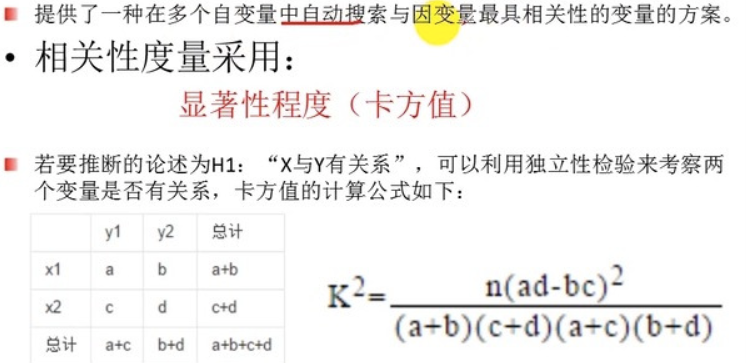 提供了一种在多个自变量中自动搜索与因变量最具相关性的变量的方案。
• 相关性度量采用：
显著性程度（卡方值）
若要推断的论述为H1：“X与Y有关系”，可以利用独立性检验来考察两
个变量是否有关系，卡方值的计算公式如下：
y1 y2 总计
x1 a b a+b
x2 c d c+d
总计 a+c b+d a+b+c+d
K²=n(ad-bc)²
(a+b)(c+d)(a+c)(b+d)